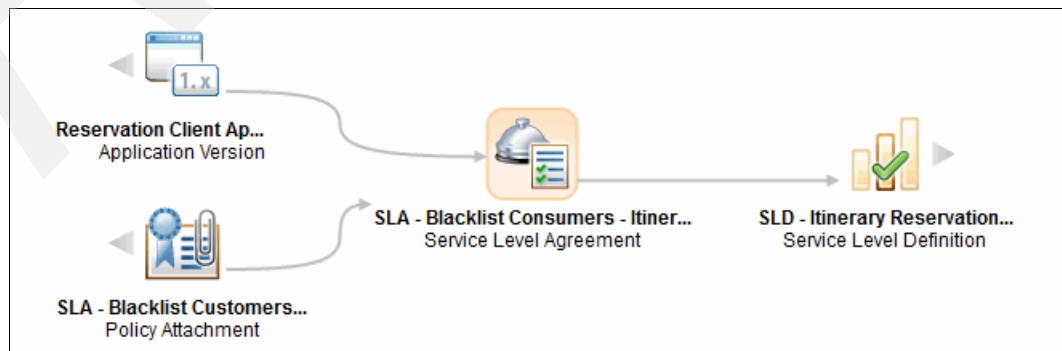 1.x
Reservation Client Ap...
Application Version
SLA - Blacklist Consumers - Itiner...
Service Level Agreement
SLD - Itinerary Reservation...
Service Level Definition
SLA - Blacklist Customers...
Policy Attachment